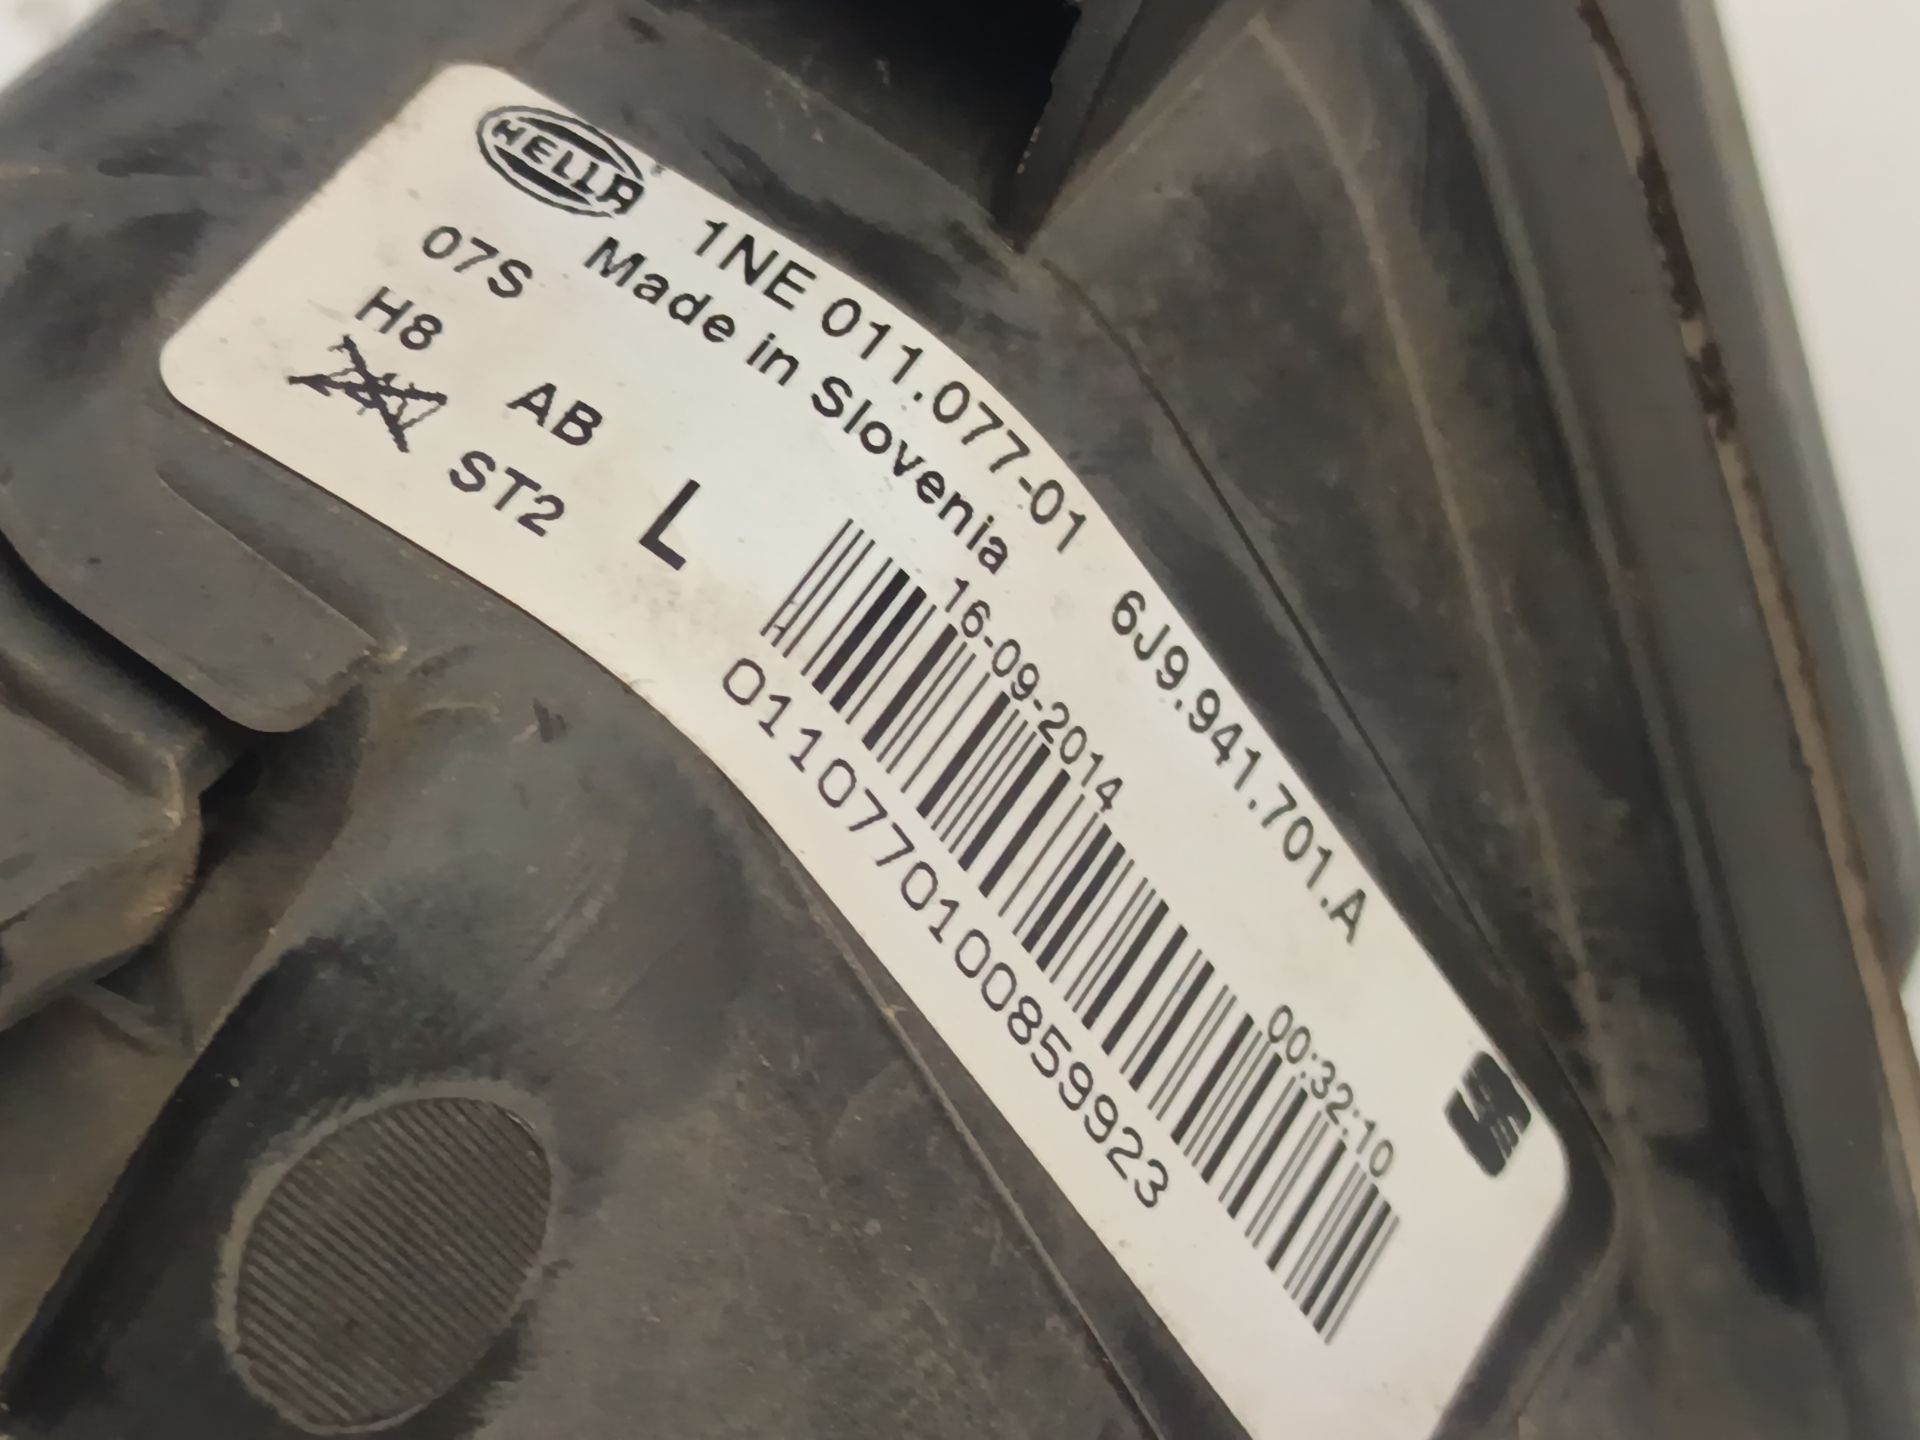 HELLA
1NE 011.077-01 6J9.941.701.A
07S Made in Slovenia
H8 AB
24V ST2
L
16-09-2014 00:32:10
0110770100859923